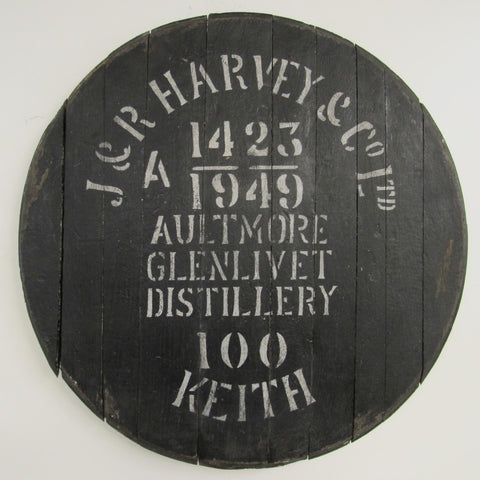 J & R HARVEY & Co LTD
A 1423
1949
AULTMORE
GLENLIVET
DISTILLERY
100
KEITH